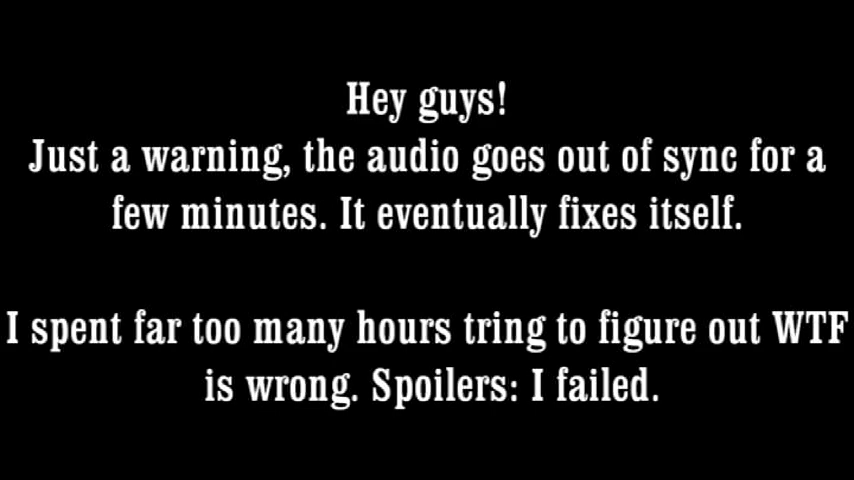 Hey guys!
Just a warning, the audio goes out of sync for a
few minutes. It eventually fixes itself.
I spent far too many hours tring to figure out WTF
is wrong. Spoilers: I failed.